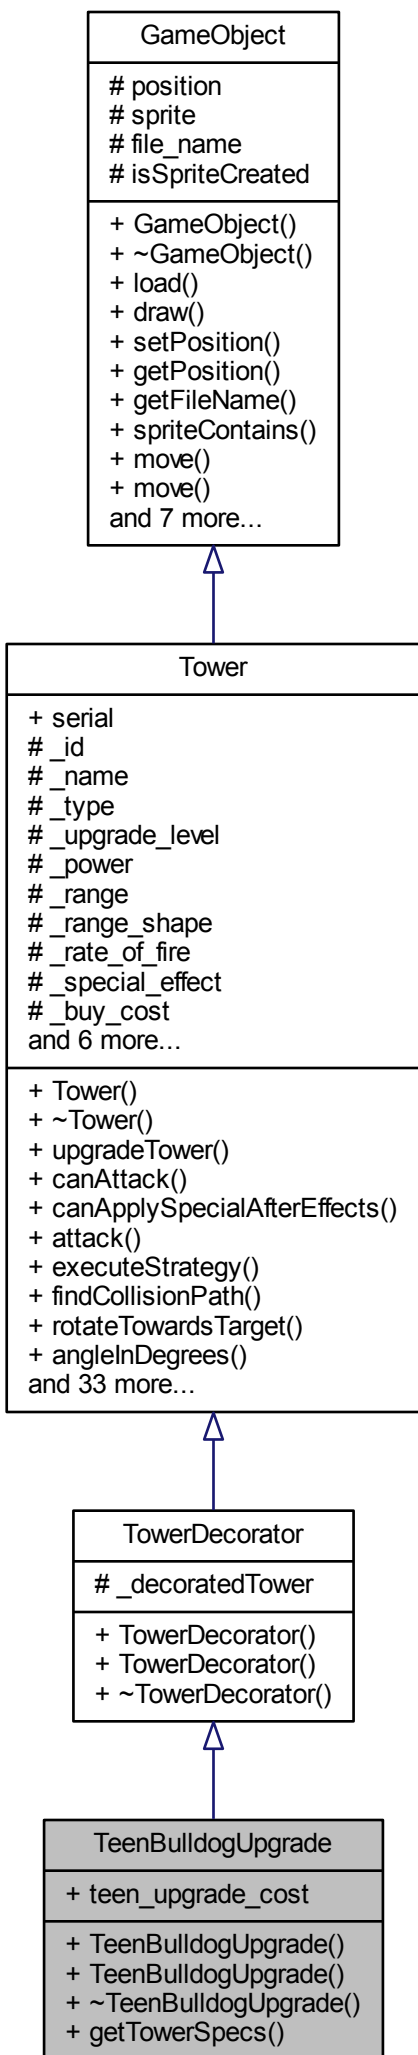 GameObject
# position
# sprite
# file_name
# isSpriteCreated
+ GameObject()
+ ~GameObject()
+ load()
+ draw()
+ setPosition()
+ getPosition()
+ getFileName()
+ spriteContains()
+ move()
+ move()
and 7 more...
Tower
+ serial
# _id
# _name
# _type
# _upgrade_level
# _power
# _range
# _range_shape
# _rate_of_fire
# _special_effect
# _buy_cost
and 6 more...
+ Tower()
+ ~Tower()
+ upgradeTower()
+ canAttack()
+ canApplySpecialAfterEffects()
+ attack()
+ executeStrategy()
+ findCollisionPath()
+ rotateTowardsTarget()
+ angleInDegrees()
and 33 more...
TowerDecorator
# _decoratedTower
+ TowerDecorator()
+ TowerDecorator()
+ ~TowerDecorator()
TeenBulldogUpgrade
+ teen_upgrade_cost
+ TeenBulldogUpgrade()
+ TeenBulldogUpgrade()
+ ~TeenBulldogUpgrade()
+ getTowerSpecs()